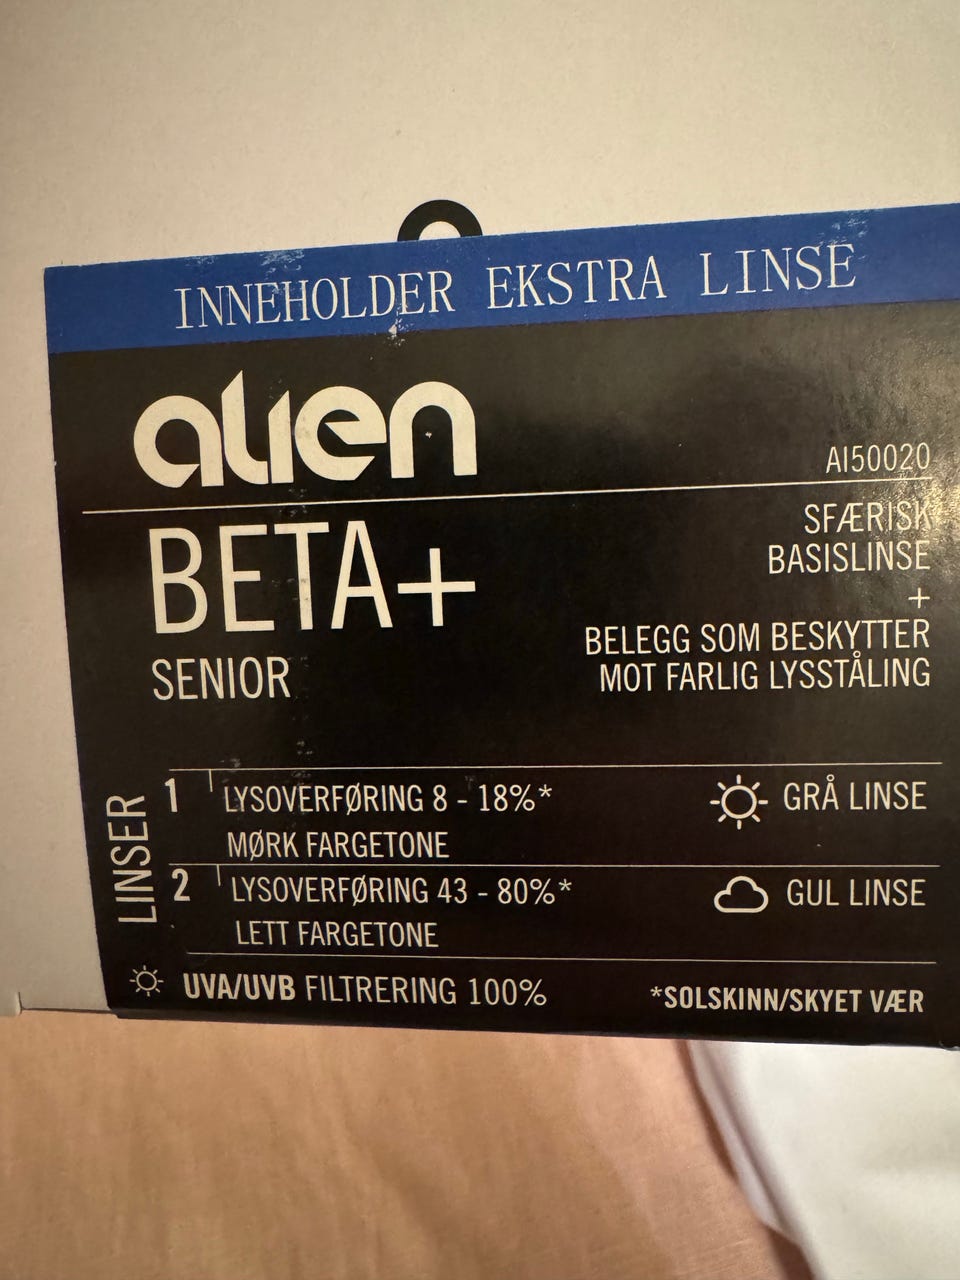 INNEHOLDER EKSTRA LINSE
alien
AI50020
BETA+
SENIOR
SFÆRISK
BASISLINSE
+
BELEGG SOM BESKYTTER
MOT FARLIG LYSSTÅLING
LINSER
1 LYSOVERFØRING 8 - 18%* GRÅ LINSE
MØRK FARGETONE
2 LYSOVERFØRING 43 - 80%* GUL LINSE
LETT FARGETONE
UVA/UVB FILTRERING 100% *SOLSKINN/SKYET VÆR